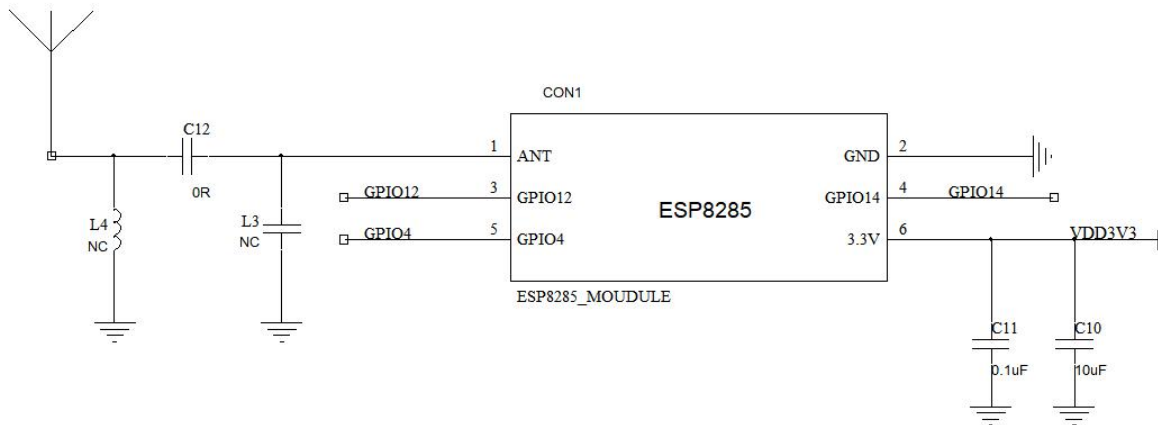 CON1
C12
0R
L4
NC
L3
NC
1
ANT
GND
2
GPIO12
3
GPIO12
GPIO14
4
GPIO14
ESP8285
GPIO4
5
GPIO4
3.3V
6
VDD3V3
ESP8285_MOUDULE
C11
0.1uF
C10
10uF